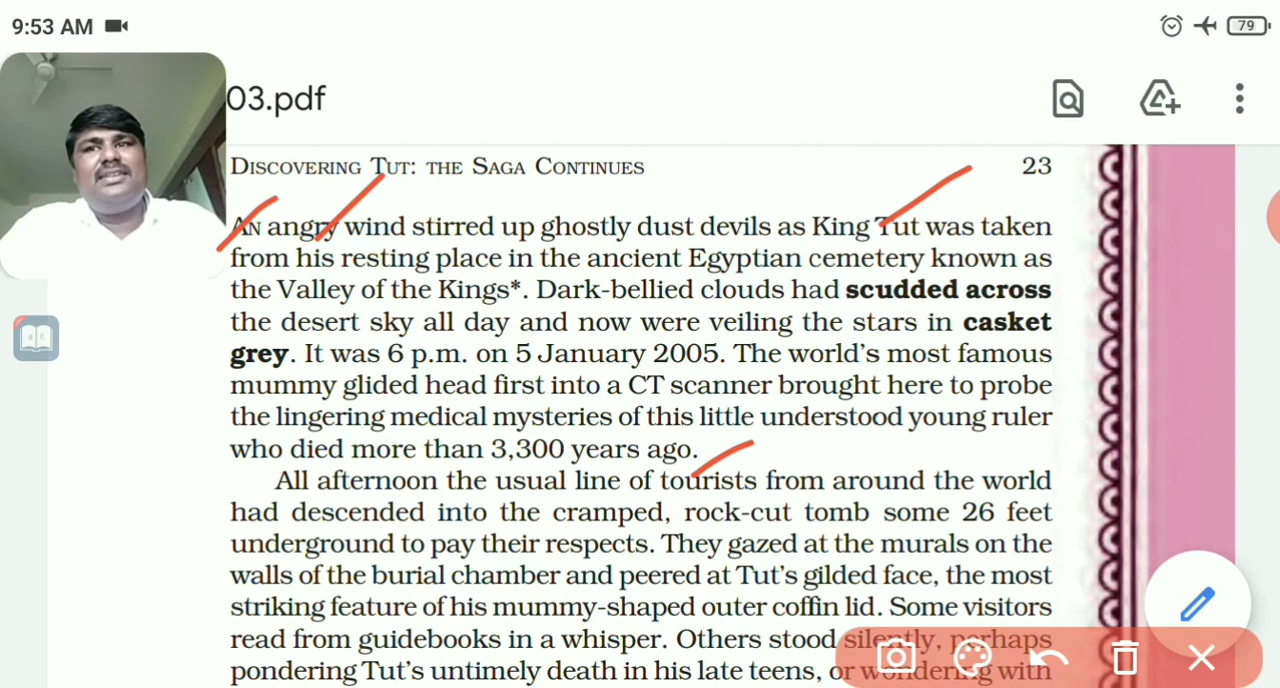 9:53 AM
79
03.pdf
DISCOVERING TUT: THE SAGA CONTINUES 23
AN angry wind stirred up ghostly dust devils as King Tut was taken
from his resting place in the ancient Egyptian cemetery known as
the Valley of the Kings*. Dark-bellied clouds had scudded across
the desert sky all day and now were veiling the stars in casket
grey. It was 6 p.m. on 5 January 2005. The world's most famous
mummy glided head first into a CT scanner brought here to probe
the lingering medical mysteries of this little understood young ruler
who died more than 3,300 years ago.
All afternoon the usual line of tourists from around the world
had descended into the cramped, rock-cut tomb some 26 feet
underground to pay their respects. They gazed at the murals on the
walls of the burial chamber and peered at Tut's gilded face, the most
striking feature of his mummy-shaped outer coffin lid. Some visitors
read from guidebooks in a whisper. Others stood silently, perhaps
pondering Tut's untimely death in his late teens, or wondering with